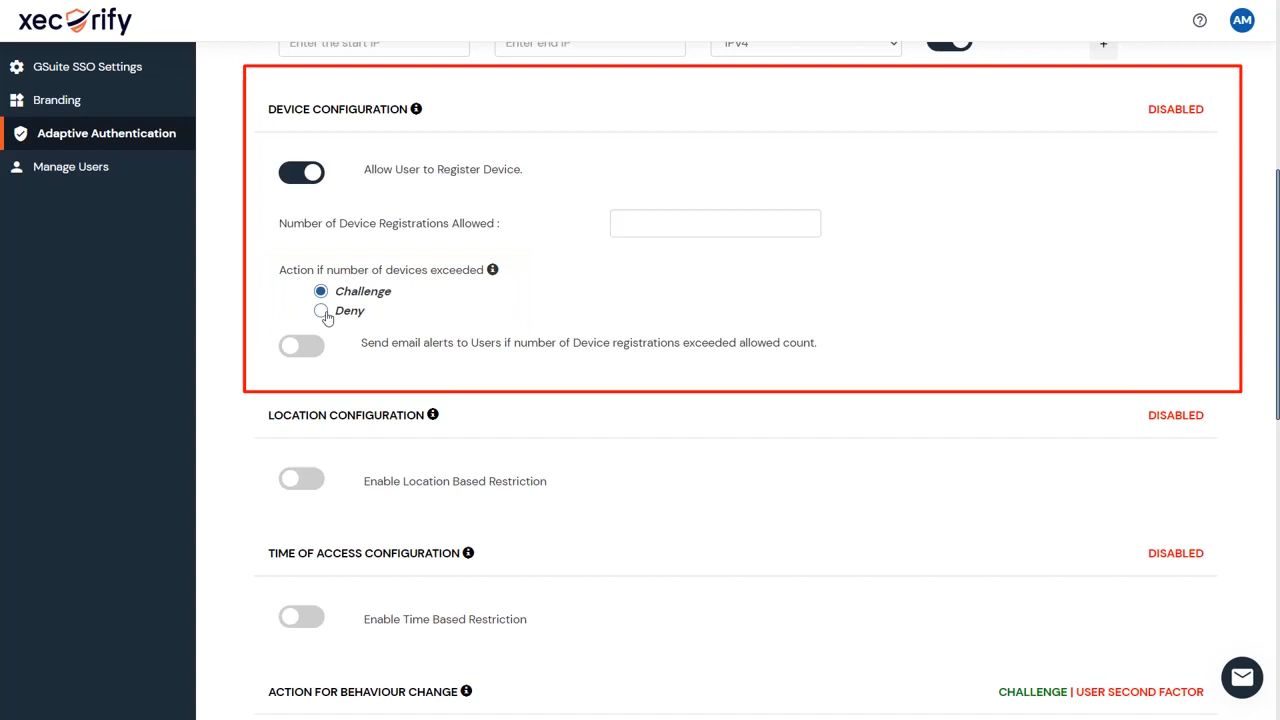 xecurify
AM
Enter the start IP Enter end IP IPv4 +
GSuite SSO Settings
Branding
Adaptive Authentication
Manage Users
DEVICE CONFIGURATION DISABLED
Allow User to Register Device.
Number of Device Registrations Allowed :
Action if number of devices exceeded
Challenge
Deny
Send email alerts to Users if number of Device registrations exceeded allowed count.
LOCATION CONFIGURATION DISABLED
Enable Location Based Restriction
TIME OF ACCESS CONFIGURATION DISABLED
Enable Time Based Restriction
ACTION FOR BEHAVIOUR CHANGE CHALLENGE | USER SECOND FACTOR